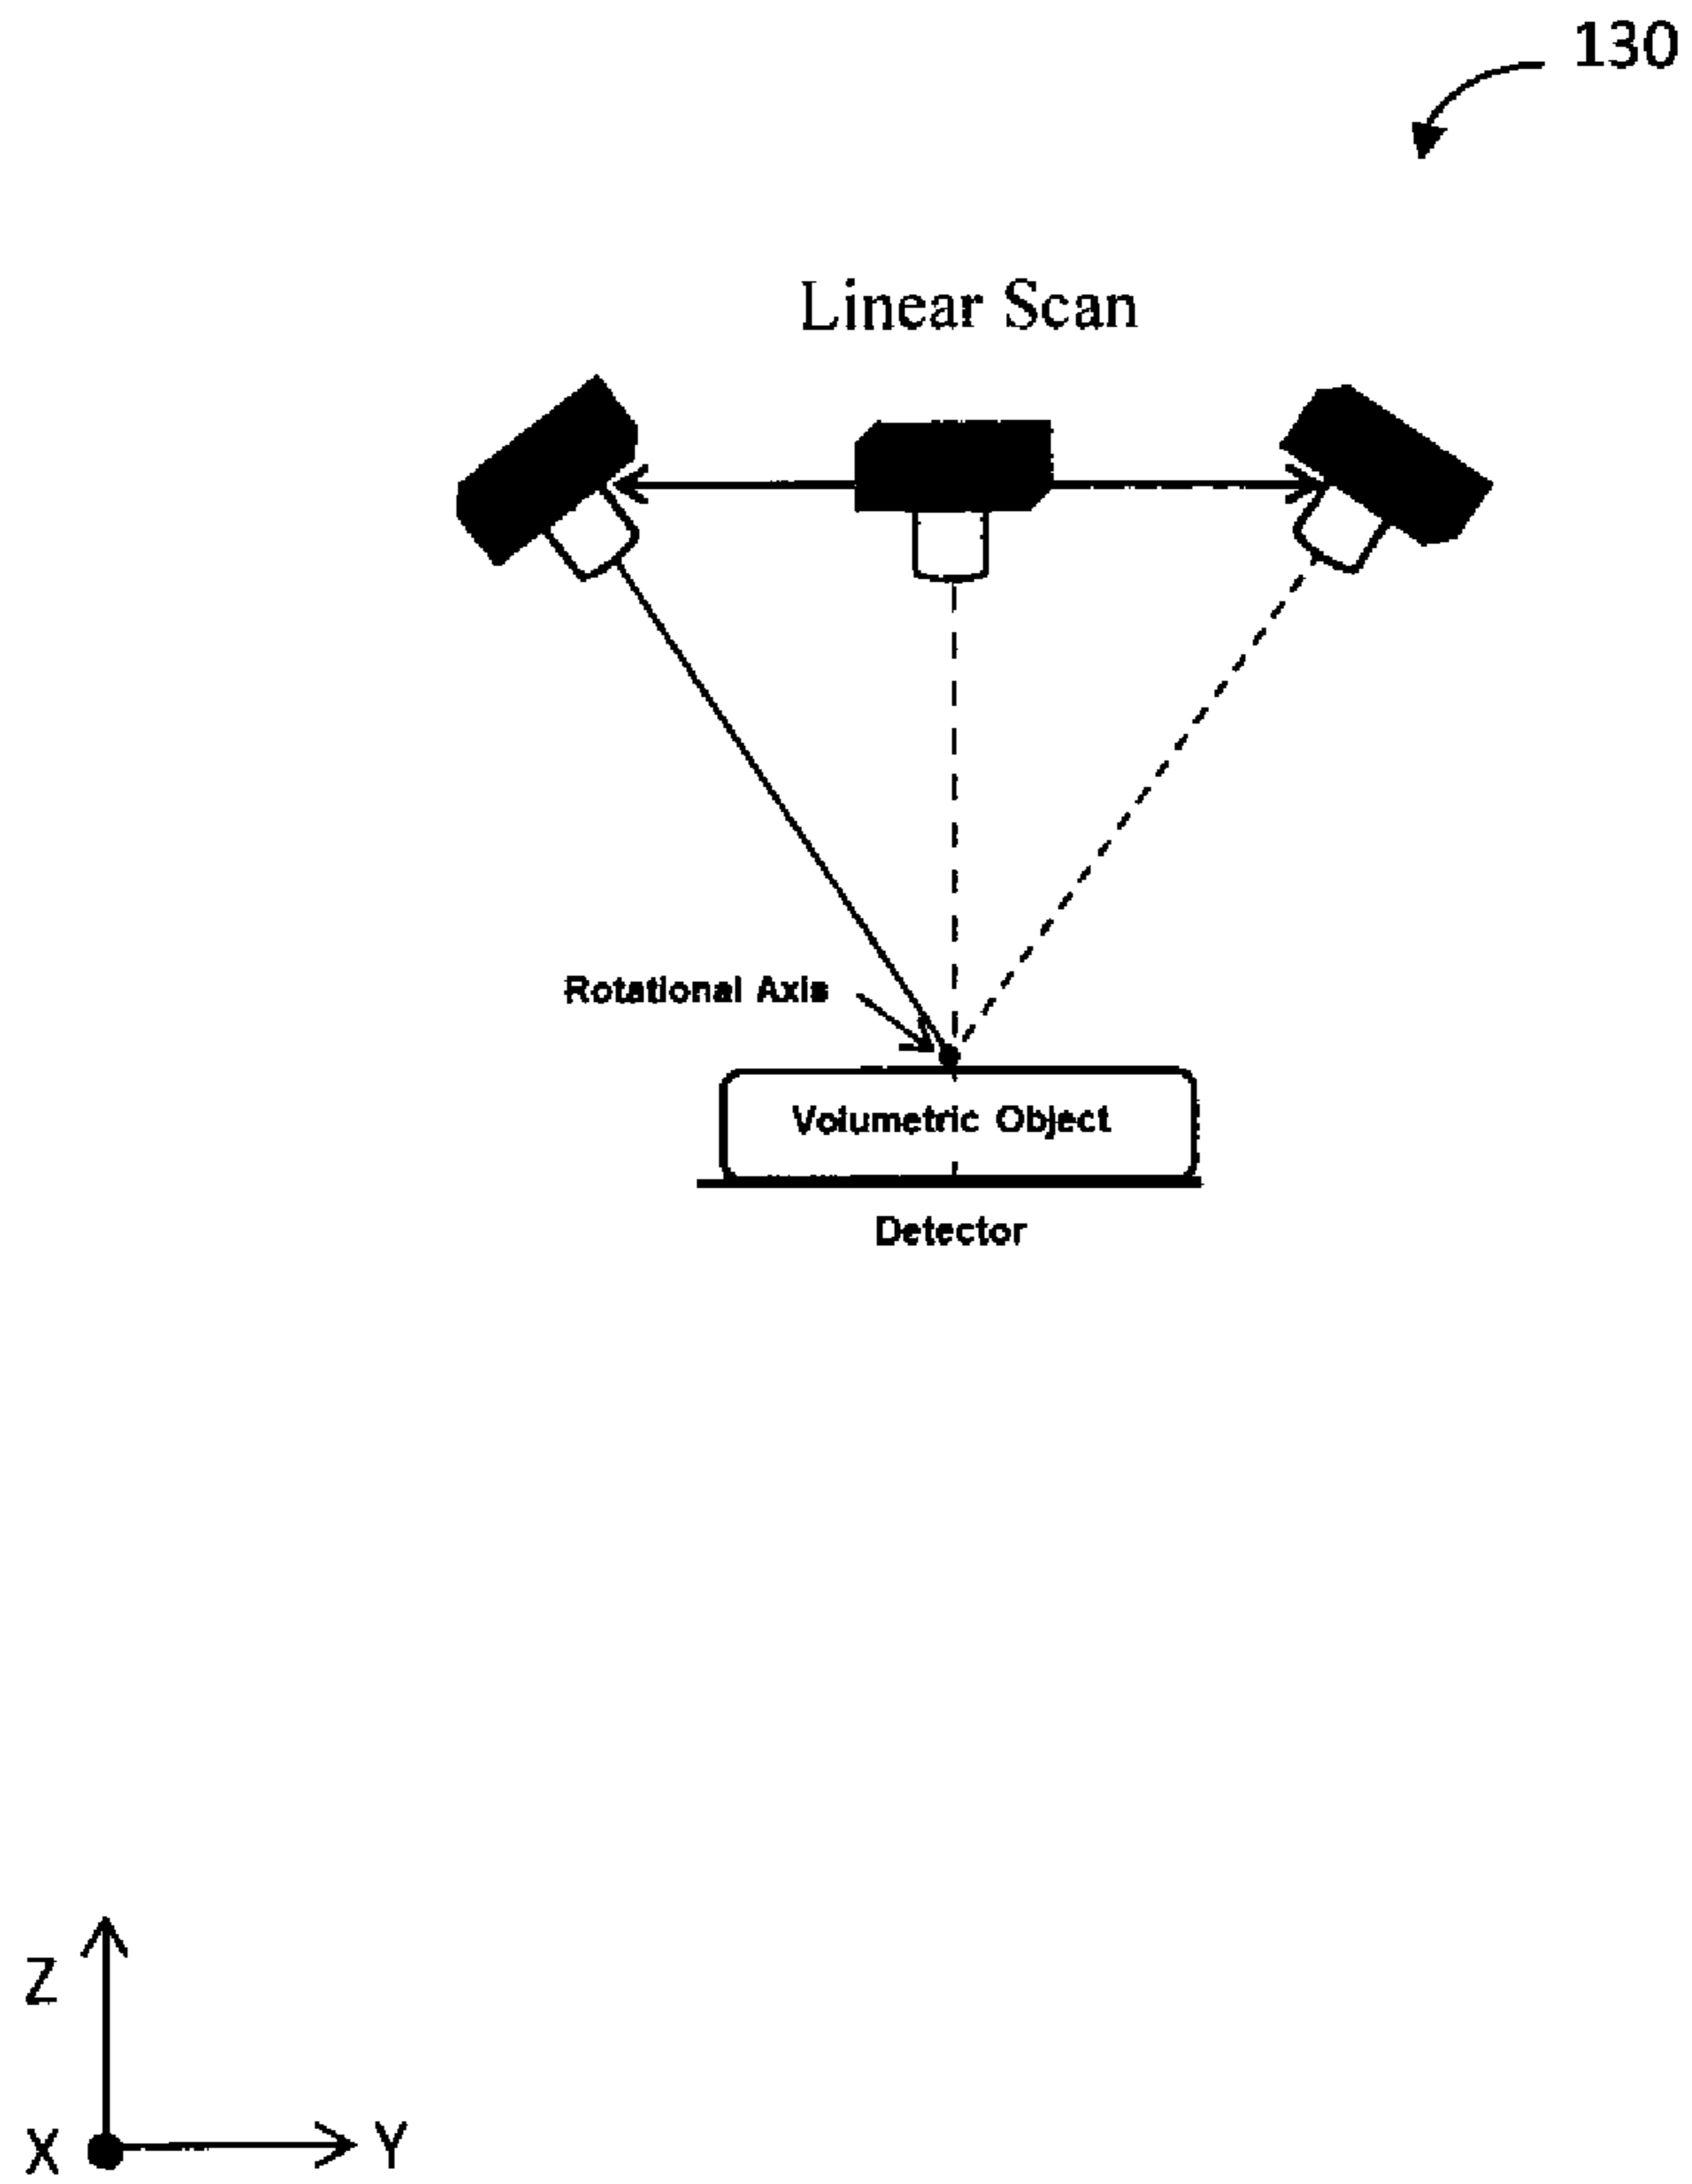 130
Linear Scan
Rotational Axis
Volumetric Object
Detector
Z
X
Y